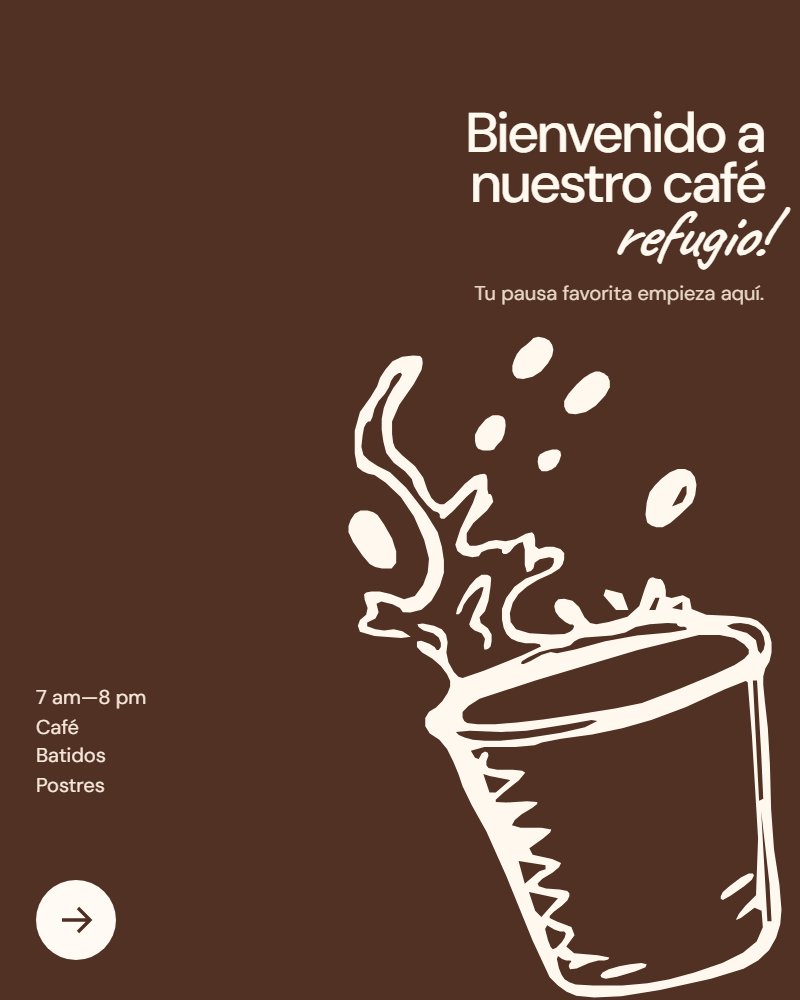 Bienvenido a
nuestro café
refugio!
Tu pausa favorita empieza aquí.
7 am—8 pm
Café
Batidos
Postres